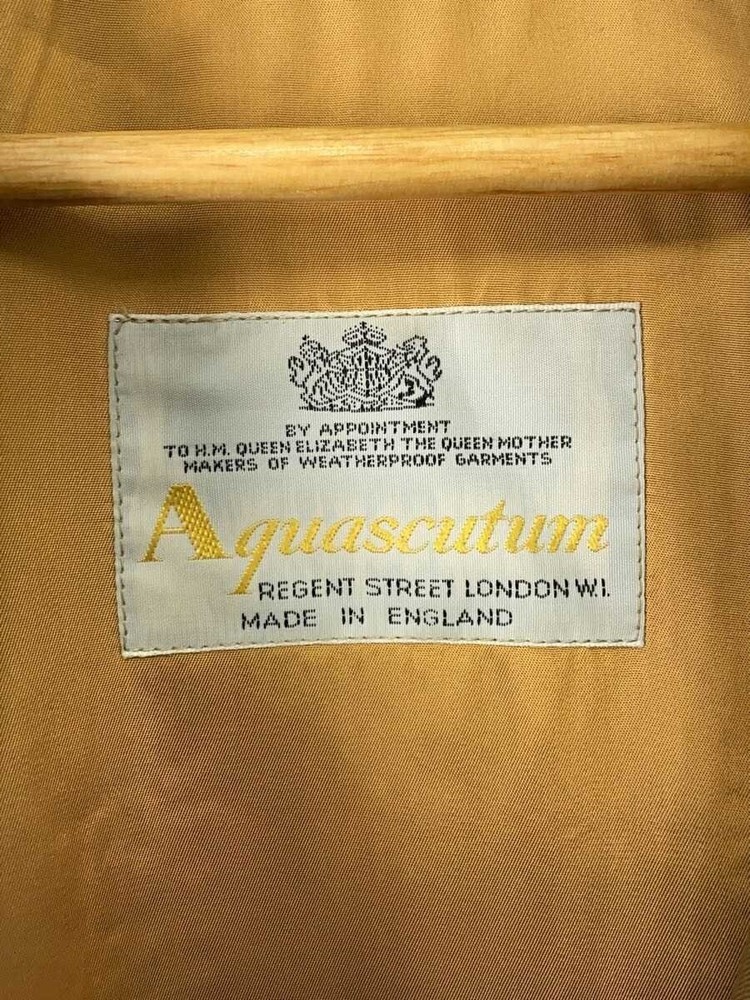 BY APPOINTMENT
TO H.M. QUEEN ELIZABETH THE QUEEN MOTHER
MAKERS OF WEATHERPROOF GARMENTS
Aquascutum
REGENT STREET LONDON W.1.
MADE IN ENGLAND